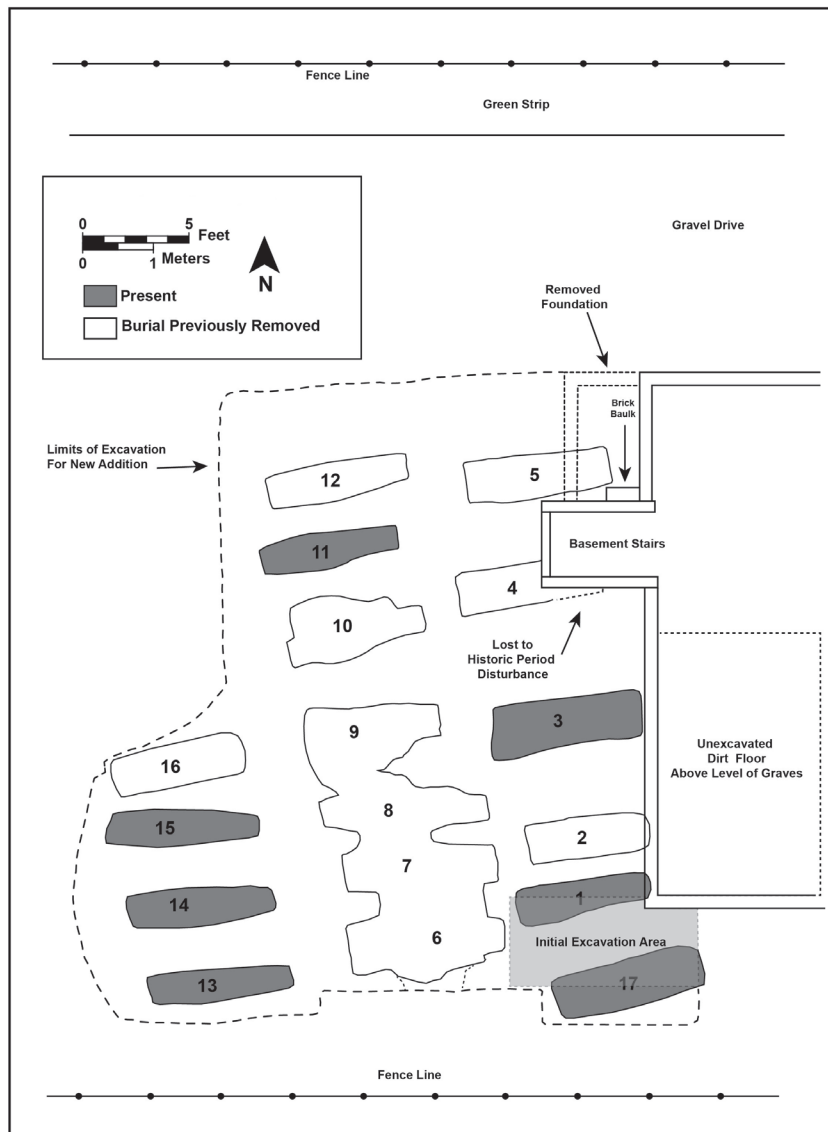 Fence Line
Green Strip
Gravel Drive
0 5
Feet
0 1
Meters
N
Present
Burial Previously Removed
Removed
Foundation
Brick
Baulk
Limits of Excavation
For New Addition
12
5
11
Basement Stairs
4
10
Lost to
Historic Period
Disturbance
3
9
Unexcavated
Dirt Floor
Above Level of Graves
16
8
15
2
7
1
14
6
Initial Excavation Area
13
17
Fence Line